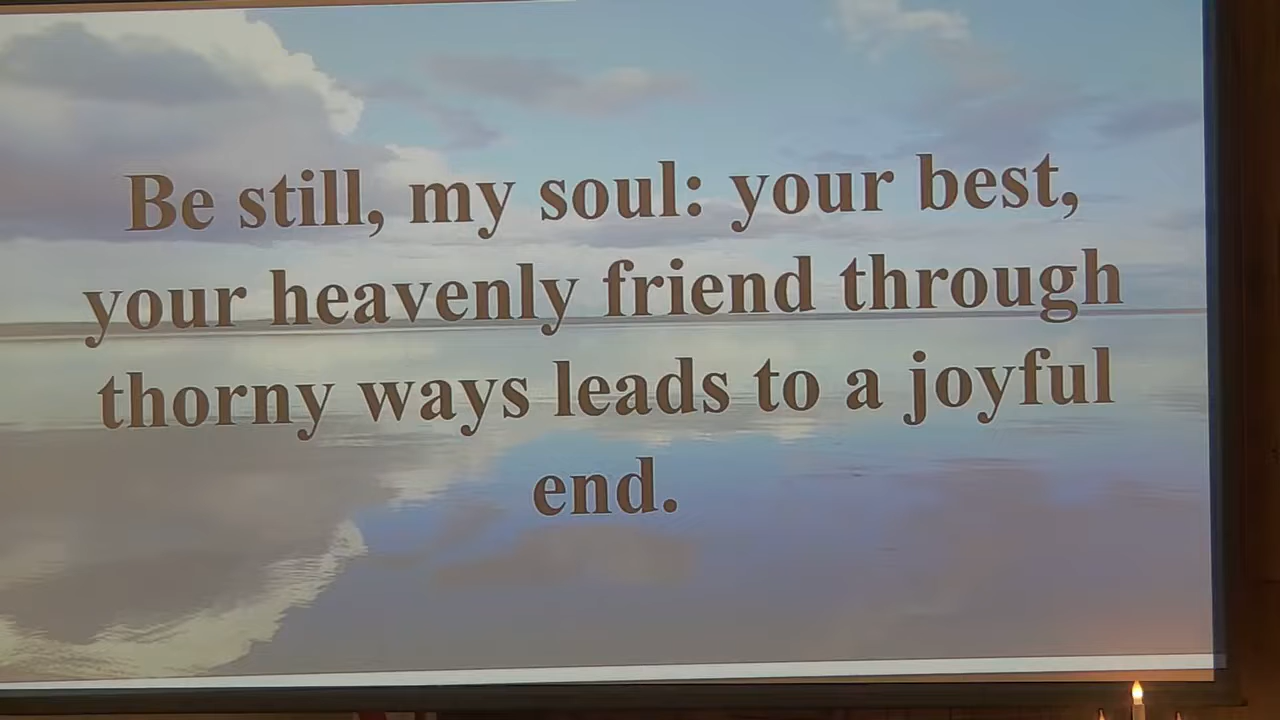 Be still, my soul: your best,
your heavenly friend through
thorny ways leads to a joyful
end.